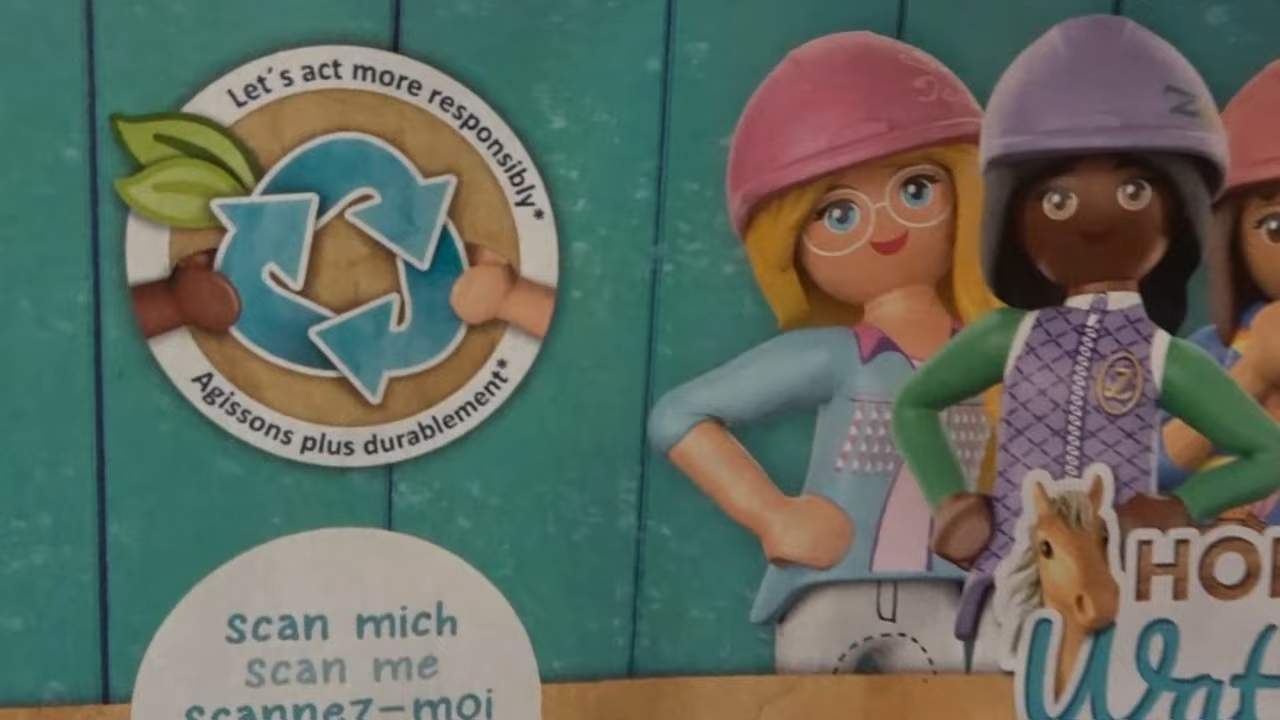 Let´s act more responsibly*
Agissons plus durablement*
scan mich
scan me
scannez-moi